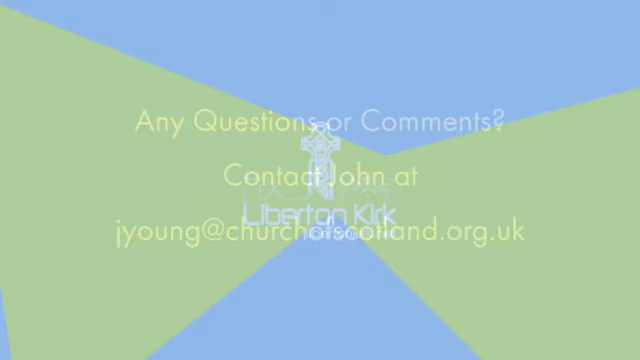 Any Questions or Comments?
Contact John at
Liberton Kirk
jyoung@churchofscotland.org.uk